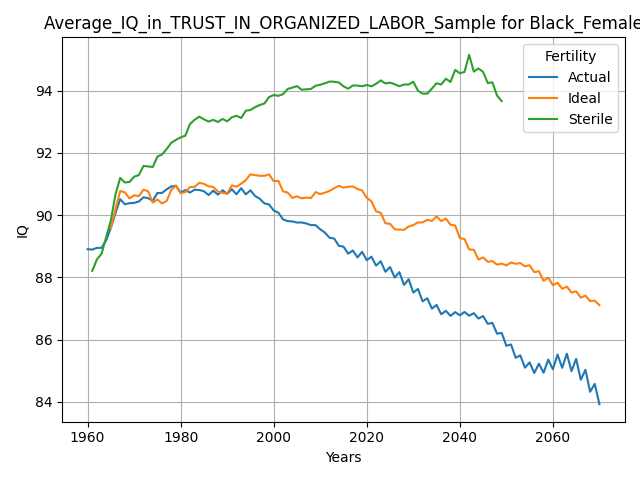 Average_IQ_in_TRUST_IN_ORGANIZED_LABOR_Sample for Black_Female
Fertility
Actual
Ideal
Sterile
IQ
94
92
90
88
86
84
1960
1980
2000
2020
2040
2060
Years